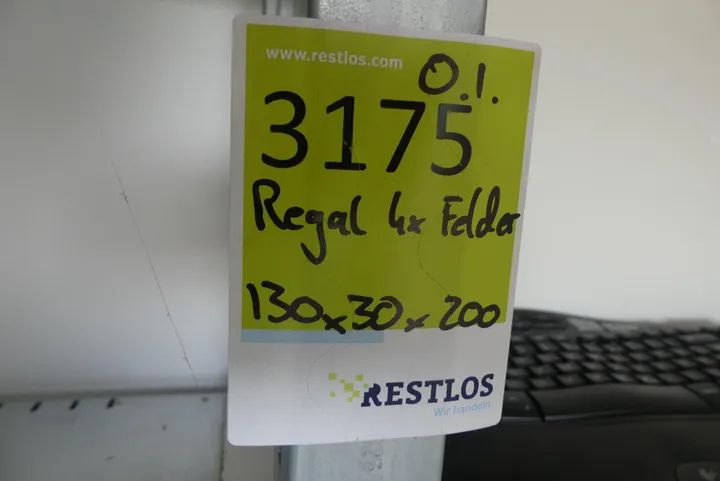 www.restlos.com
O.I.
3175
Regal 4x Felder
130x30x200
RESTLOS
Wir handeln.